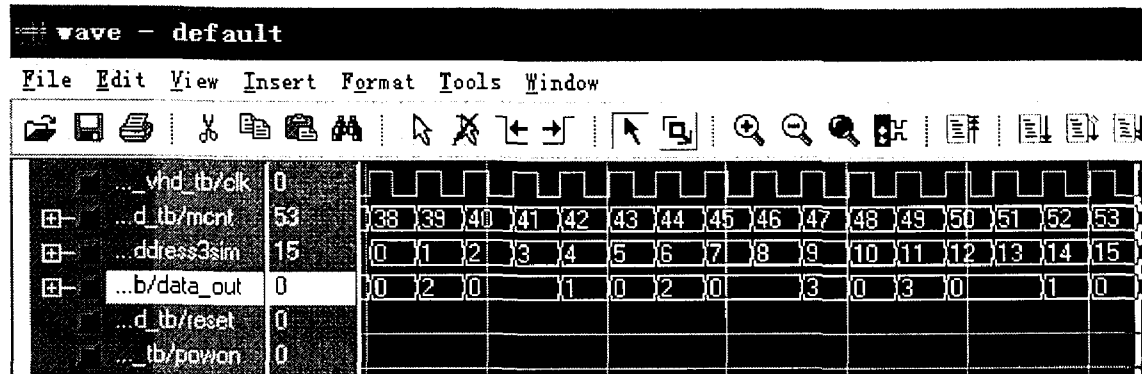 wave - default
File Edit View Insert Format Tools Window
..._vhd_tb/clk 0
...d_tb/mcnt 53 38 39 40 41 42 43 44 45 46 47 48 49 50 51 52 53
...ddress3sim 15 0 1 2 3 4 5 6 7 8 9 10 11 12 13 14 15
...b/data_out 0 0 2 0 1 0 2 0 3 0 3 0 1 0
...d_tb/reset 0
..._tb/powon 0